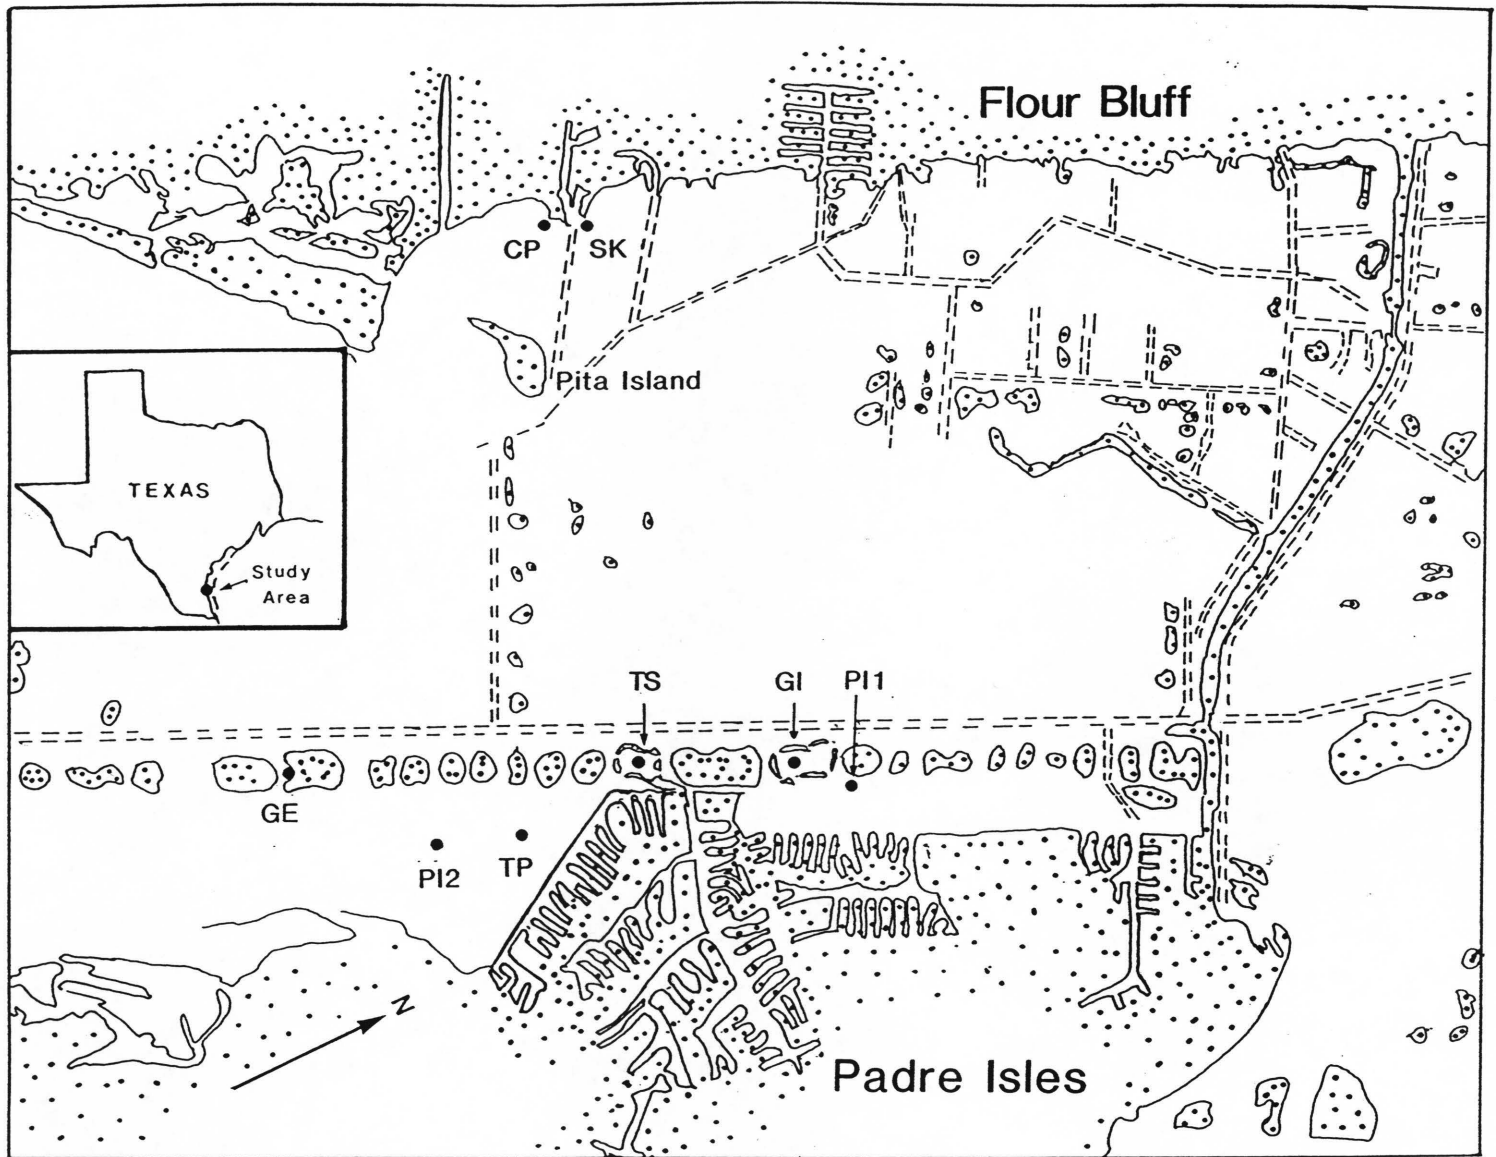 Flour Bluff
CP
SK
Pita Island
TEXAS
Study
Area
TS
GI
PI1
GE
PI2
TP
N
Padre Isles